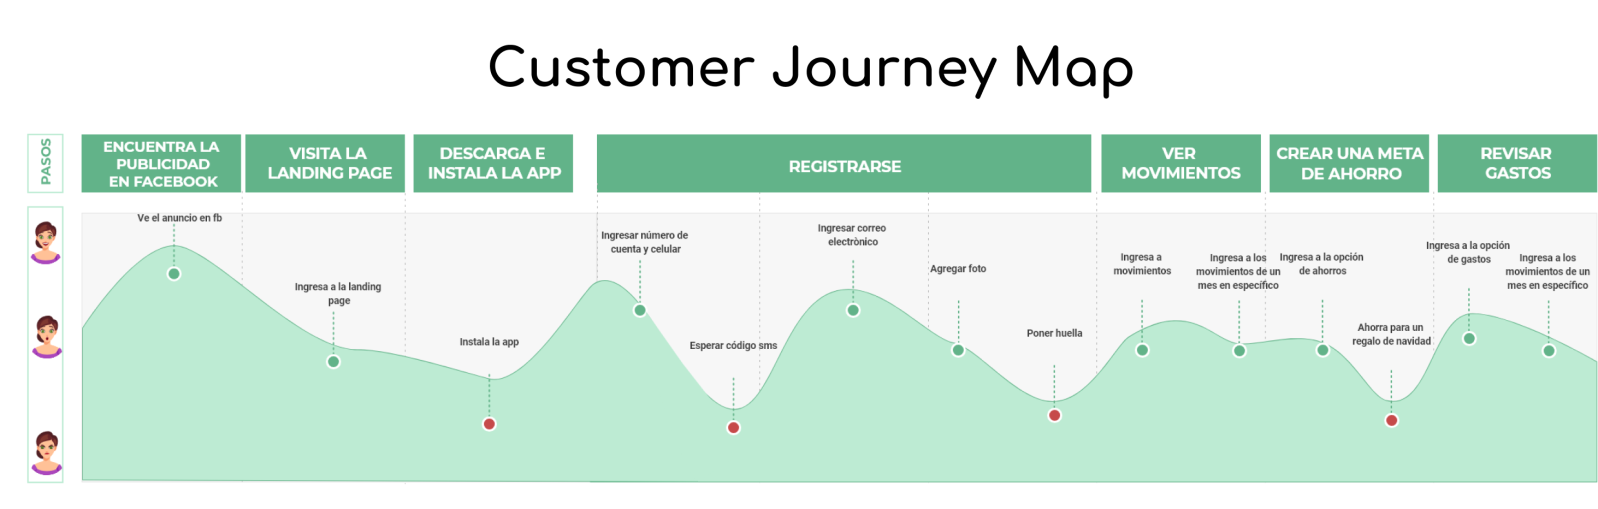 Customer Journey Map
PASOS
ENCUENTRA LA
PUBLICIDAD
EN FACEBOOK
VISITA LA
LANDING PAGE
DESCARGA E
INSTALA LA APP
REGISTRARSE
VER
MOVIMIENTOS
CREAR UNA META
DE AHORRO
REVISAR
GASTOS
Ve el anuncio en fb
Ingresa a la landing
page
Instala la app
Ingresar número de
cuenta y celular
Esperar código sms
Ingresar correo
electrònico
Agregar foto
Poner huella
Ingresa a
movimientos
Ingresa a los
movimientos de un
mes en específico
Ingresa a la opción
de ahorros
Ahorra para un
regalo de navidad
Ingresa a la opción
de gastos
Ingresa a los
movimientos de un
mes en específico